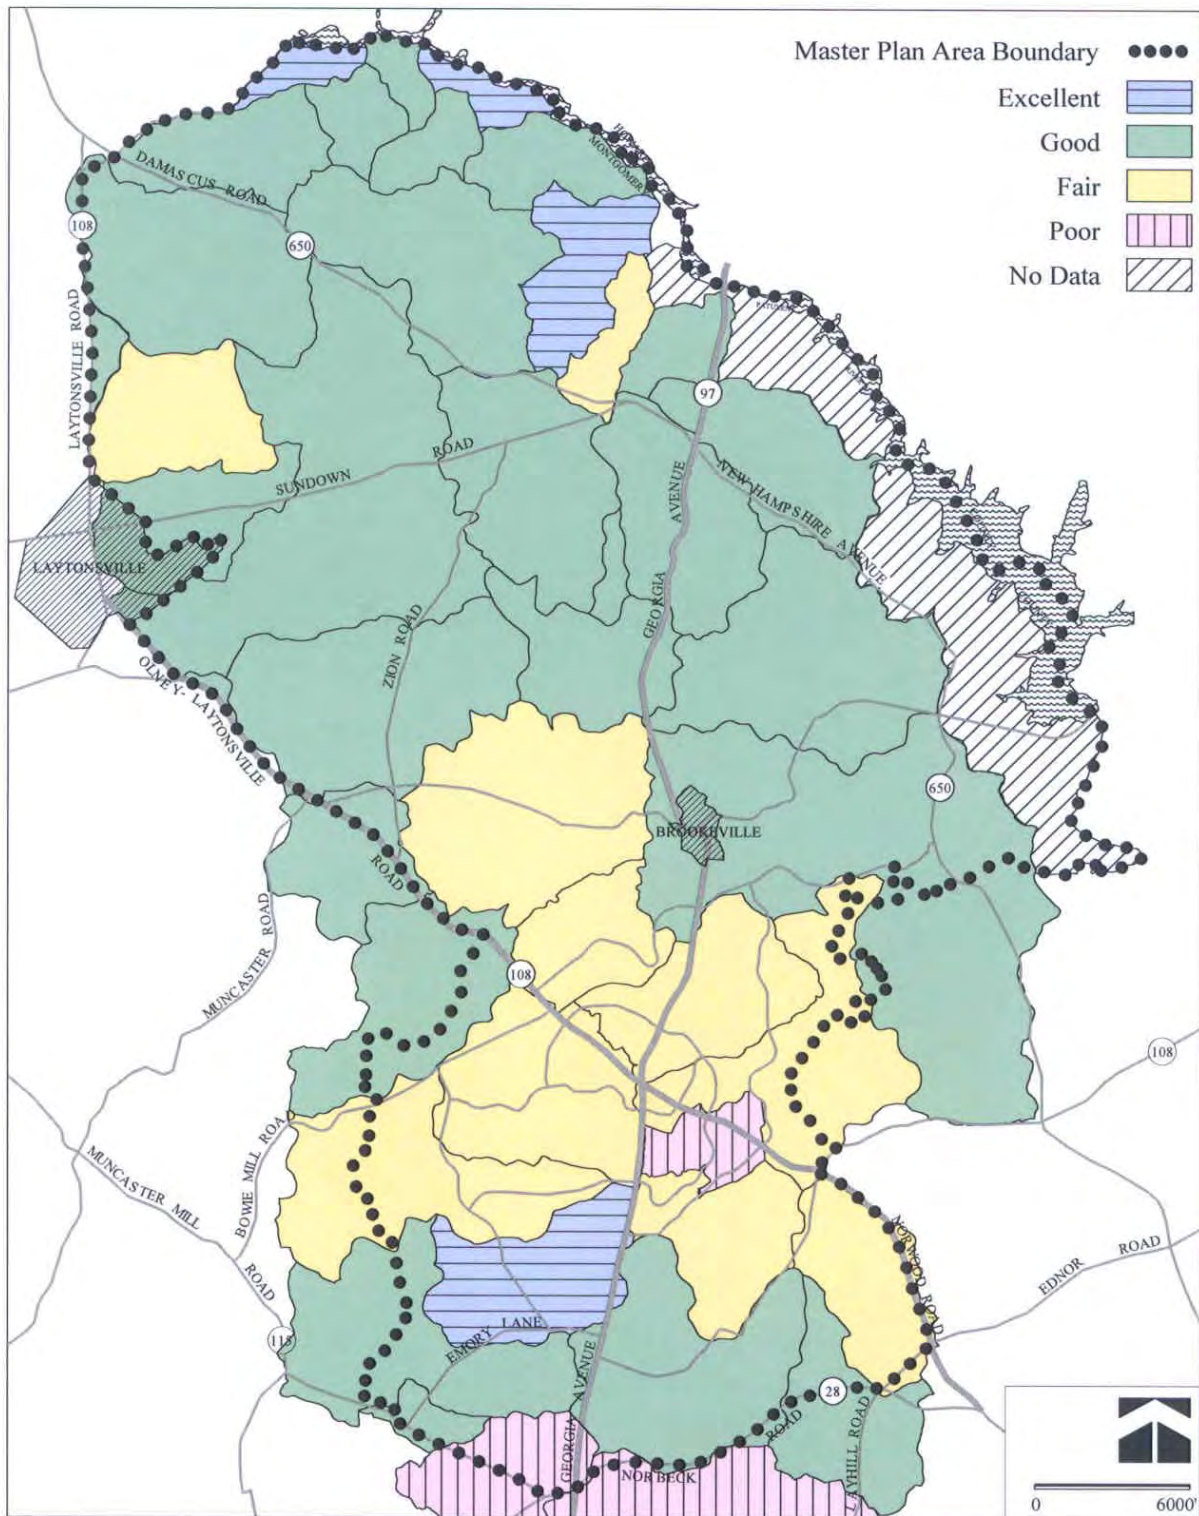 Master Plan Area Boundary
Excellent
Good
Fair
Poor
No Data
MONTGOMERY
DAMASCUS ROAD
108
650
LAYTONSVILLE ROAD
PATUXENT
RIVER
97
SUNDOWN ROAD
NEW HAMPSHIRE AVENUE
GEORGIA AVENUE
LAYTONSVILLE
ZION ROAD
OLNEY-LAYTONSVILLE ROAD
650
BROOKEVILLE
MUNCASTER ROAD
108
108
BOWIE MILL ROAD
MUNCASTER MILL ROAD
NORWOOD ROAD
EDNOR ROAD
115
EMORY LANE
GEORGIA AVENUE
28
NORBECK ROAD
LAYHILL ROAD
0 6000'